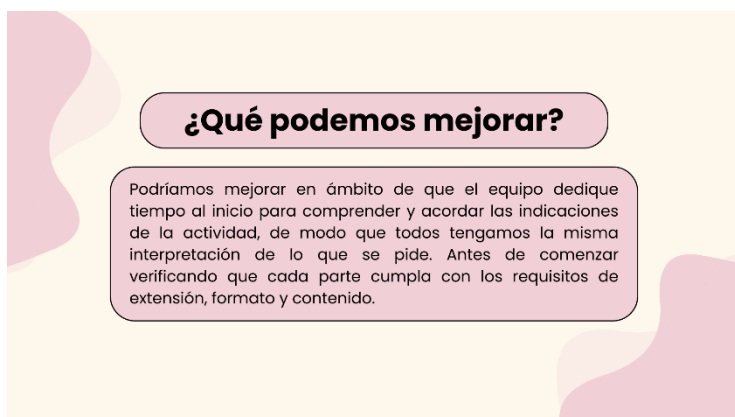 ¿Qué podemos mejorar?
Podríamos mejorar en ámbito de que el equipo dedique
tiempo al inicio para comprender y acordar las indicaciones
de la actividad, de modo que todos tengamos la misma
interpretación de lo que se pide. Antes de comenzar
verificando que cada parte cumpla con los requisitos de
extensión, formato y contenido.